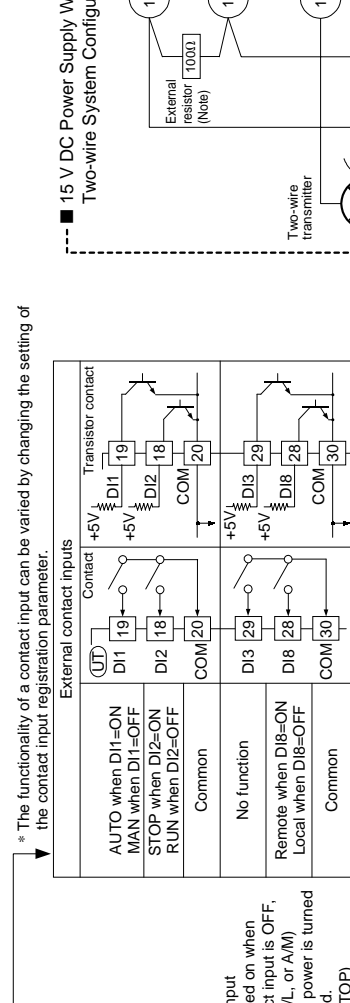 * The functionality of a contact input can be varied by changing the setting of
the contact input registration parameter.
External contact inputs
Contact
Transistor contact
AUTO when DI1=ON
MAN when DI1=OFF
STOP when DI2=ON
RUN when DI2=OFF
Common
UT
DI1 19
DI2 18
COM 20
+5V DI1 19
+5V DI2 18
COM 20
No function
Remote when DI8=ON
Local when DI8=OFF
Common
DI3 29
DI8 28
COM 30
+5V DI3 29
+5V DI8 28
COM 30
ed on when
input is OFF,
/L, or A/M)
power is turned
d.
TOP)
■ 15 V DC Power Supply
Two-wire System
External
resistor
(Note)
100Ω
Two-wire
transmitter